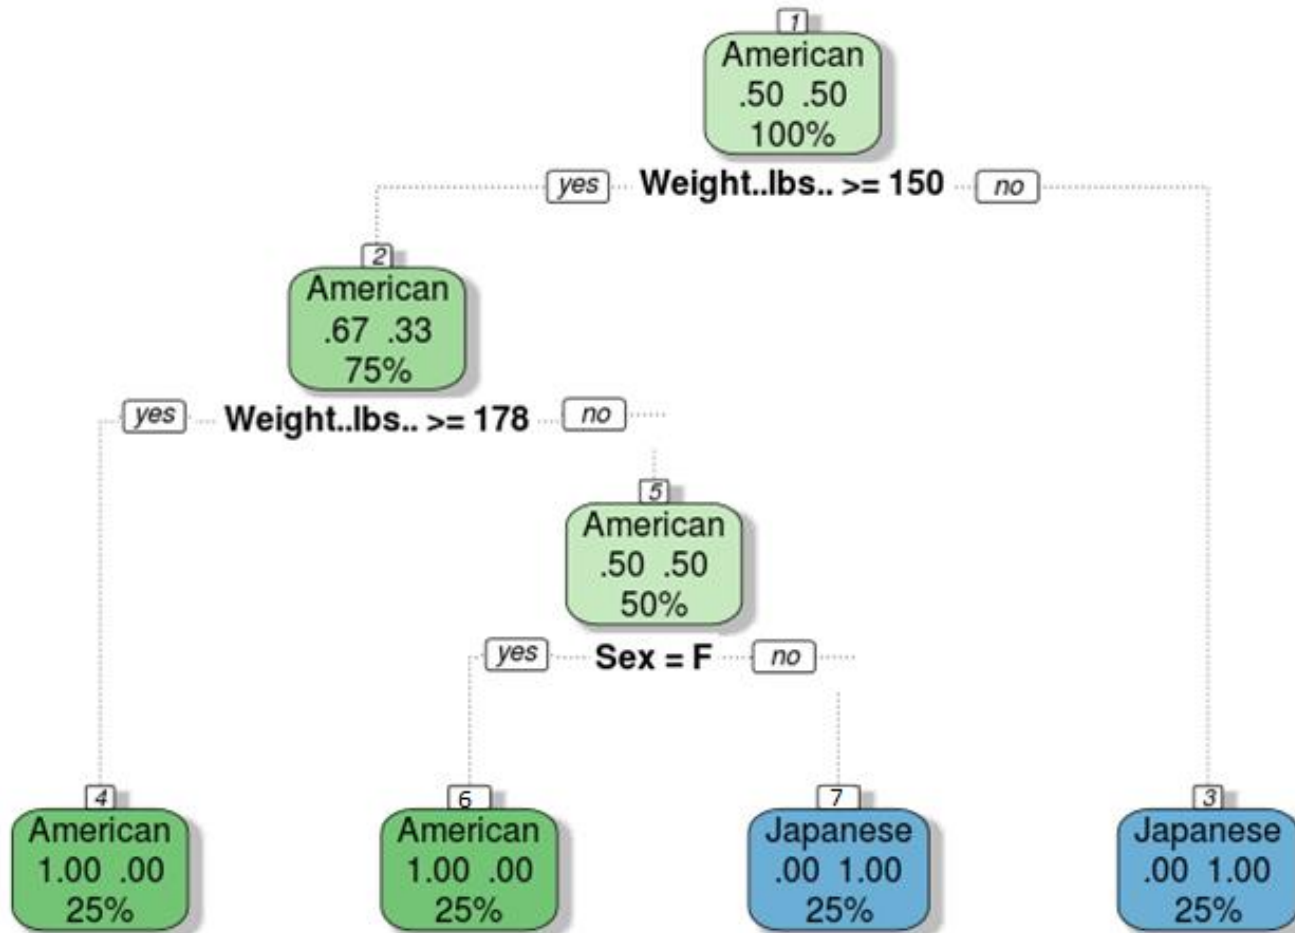 1
American
.50 .50
100%
yes Weight..lbs.. >= 150 no
2
American
.67 .33
75%
yes Weight..lbs.. >= 178 no
5
American
.50 .50
50%
yes Sex = F no
4
American
1.00 .00
25%
6
American
1.00 .00
25%
7
Japanese
.00 1.00
25%
3
Japanese
.00 1.00
25%